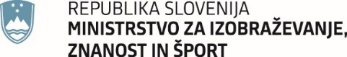 REPUBLIKA SLOVENIJA
MINISTRSTVO ZA IZOBRAŽEVANJE,
ZNANOST IN ŠPORT